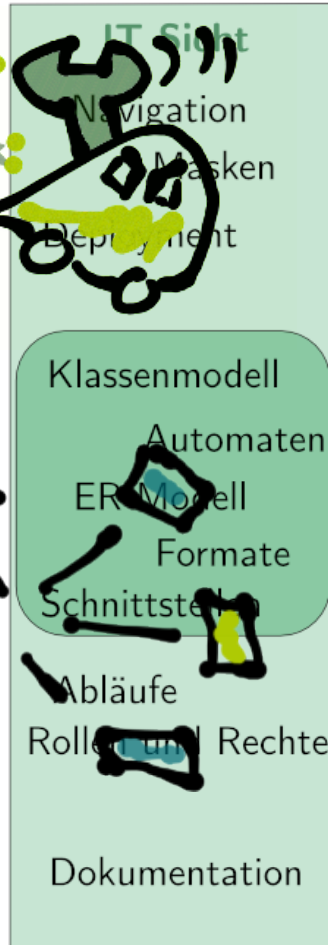 IT Sicht
Navigation
Masken
Deployment
Klassenmodell
Automaten
ER-Modell
Formate
Schnittstellen
Abläufe
Rollen und Rechte
Dokumentation